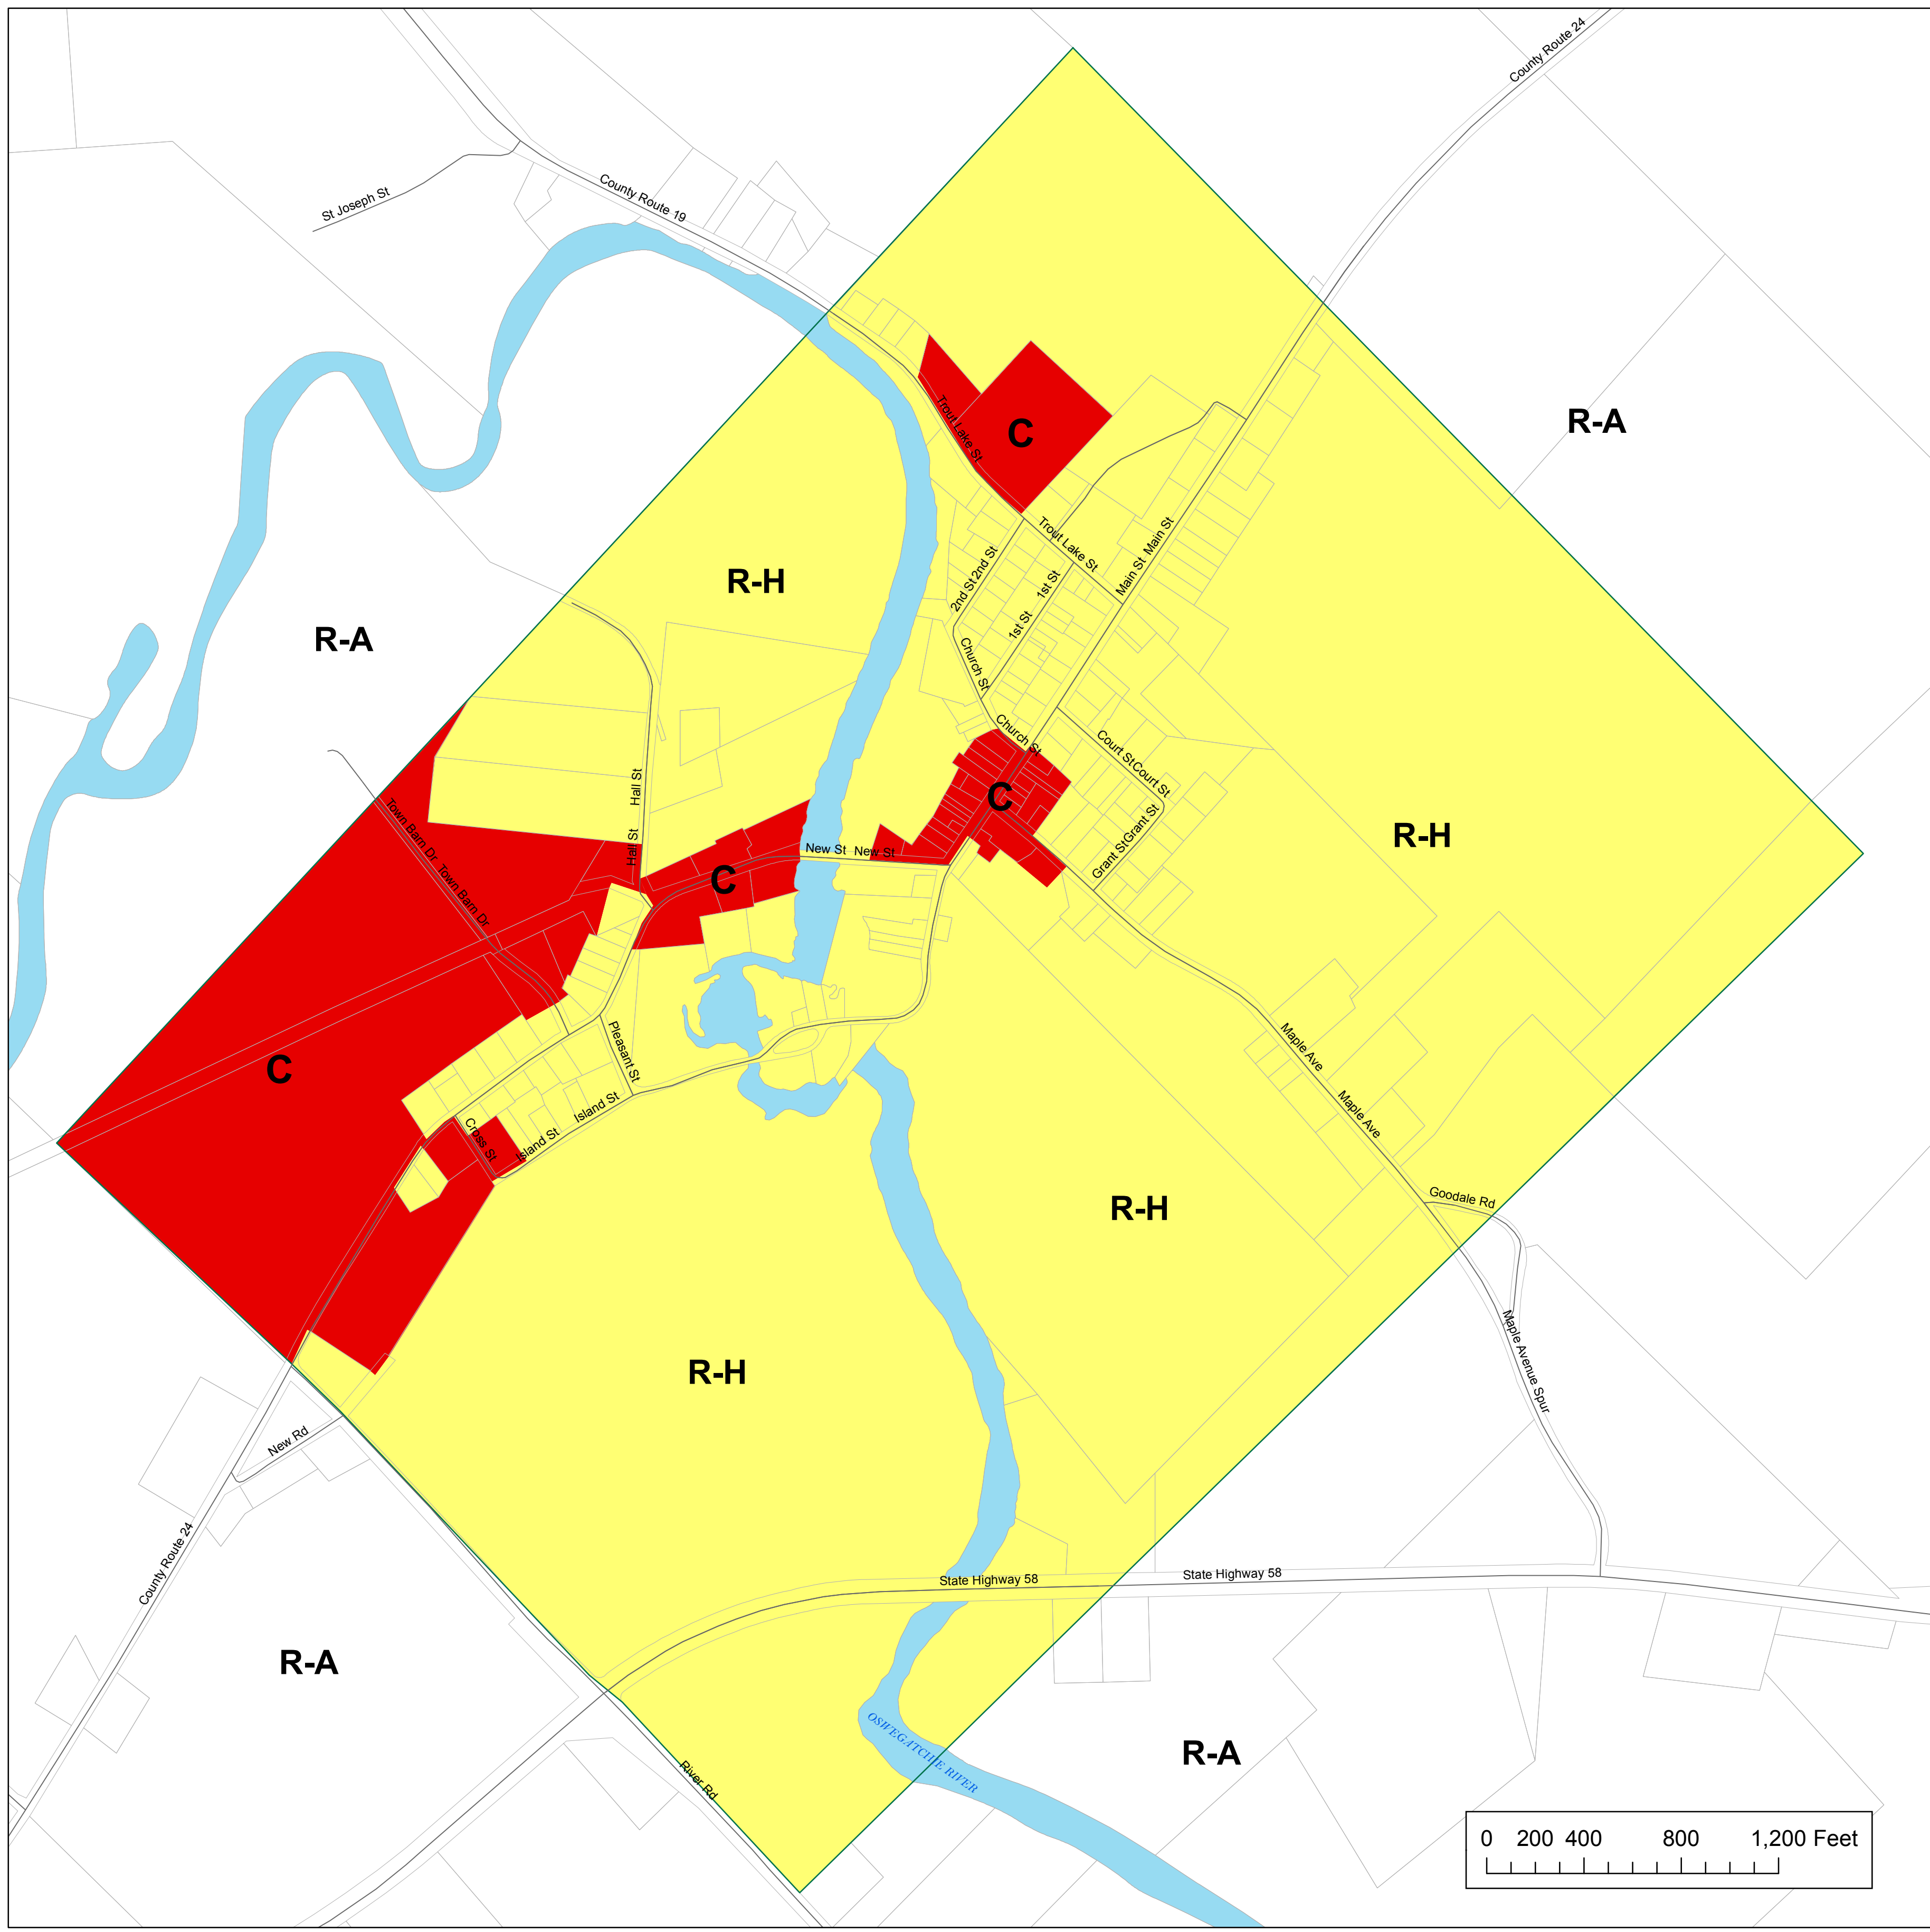 County Route 24
County Route 19
St Joseph St
R-A
C
Trout Lake St
Trout Lake St
Main St
Main St
R-H
2nd St
2nd St
1st St
1st St
R-A
Church St
Church St
Court St
Court St
Hall St
Hall St
Town Barn Dr
Town Barn Dr
C
Grant St
Grant St
R-H
New St
New St
C
Pleasant St
C
Maple Ave
Maple Ave
Island St
Island St
Cross St
Goodale Rd
R-H
R-H
Maple Avenue Spur
New Rd
County Route 24
State Highway 58
State Highway 58
R-A
OSWEGATCHIE RIVER
R-A
River Rd
0 200 400 800 1,200 Feet